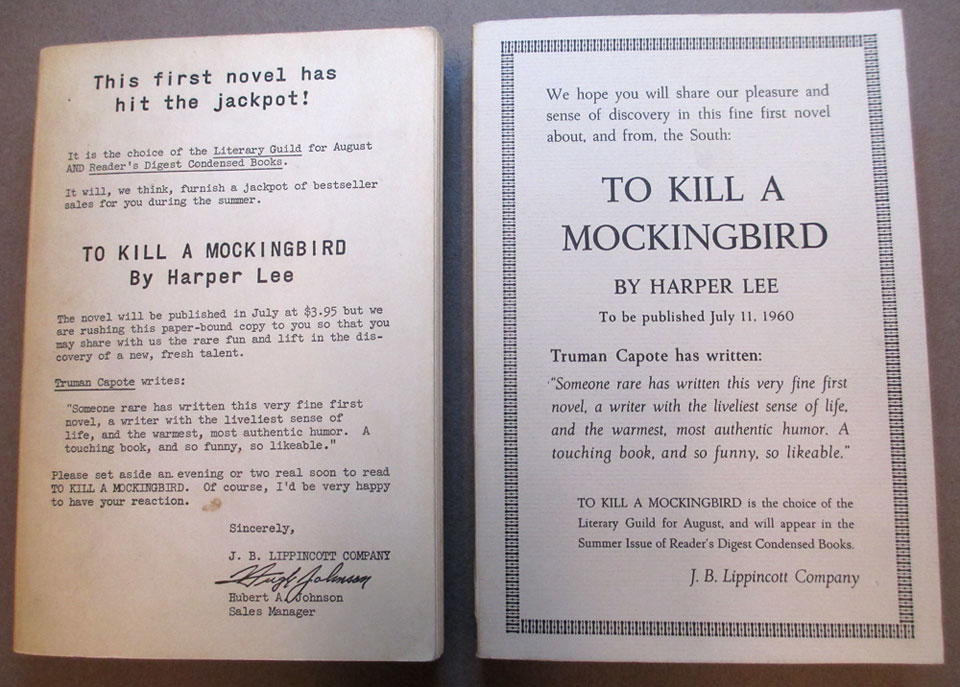 This first novel has
hit the jackpot!
It is the choice of the Literary Guild for August
AND Reader's Digest Condensed Books.
It will, we think, furnish a jackpot of bestseller
sales for you during the summer.
TO KILL A MOCKINGBIRD
By Harper Lee
The novel will be published in July at $3.95 but we
are rushing this paper-bound copy to you so that you
may share with us the rare fun and lift in the dis-
covery of a new, fresh talent.
Truman Capote writes:
"Someone rare has written this very fine first
novel, a writer with the liveliest sense of
life, and the warmest, most authentic humor. A
touching book, and so funny, so likeable."
Please set aside an evening or two real soon to read
TO KILL A MOCKINGBIRD. Of course, I'd be very happy
to have your reaction.
Sincerely,
J. B. LIPPINCOTT COMPANY
Hugh Johnson
Hubert A. Johnson
Sales Manager
We hope you will share our pleasure and
sense of discovery in this fine first novel
about, and from, the South:
TO KILL A
MOCKINGBIRD
BY HARPER LEE
To be published July 11, 1960
Truman Capote has written:
"Someone rare has written this very fine first
novel, a writer with the liveliest sense of life,
and the warmest, most authentic humor. A
touching book, and so funny, so likeable."
TO KILL A MOCKINGBIRD is the choice of the
Literary Guild for August, and will appear in the
Summer Issue of Reader's Digest Condensed Books.
J. B. Lippincott Company